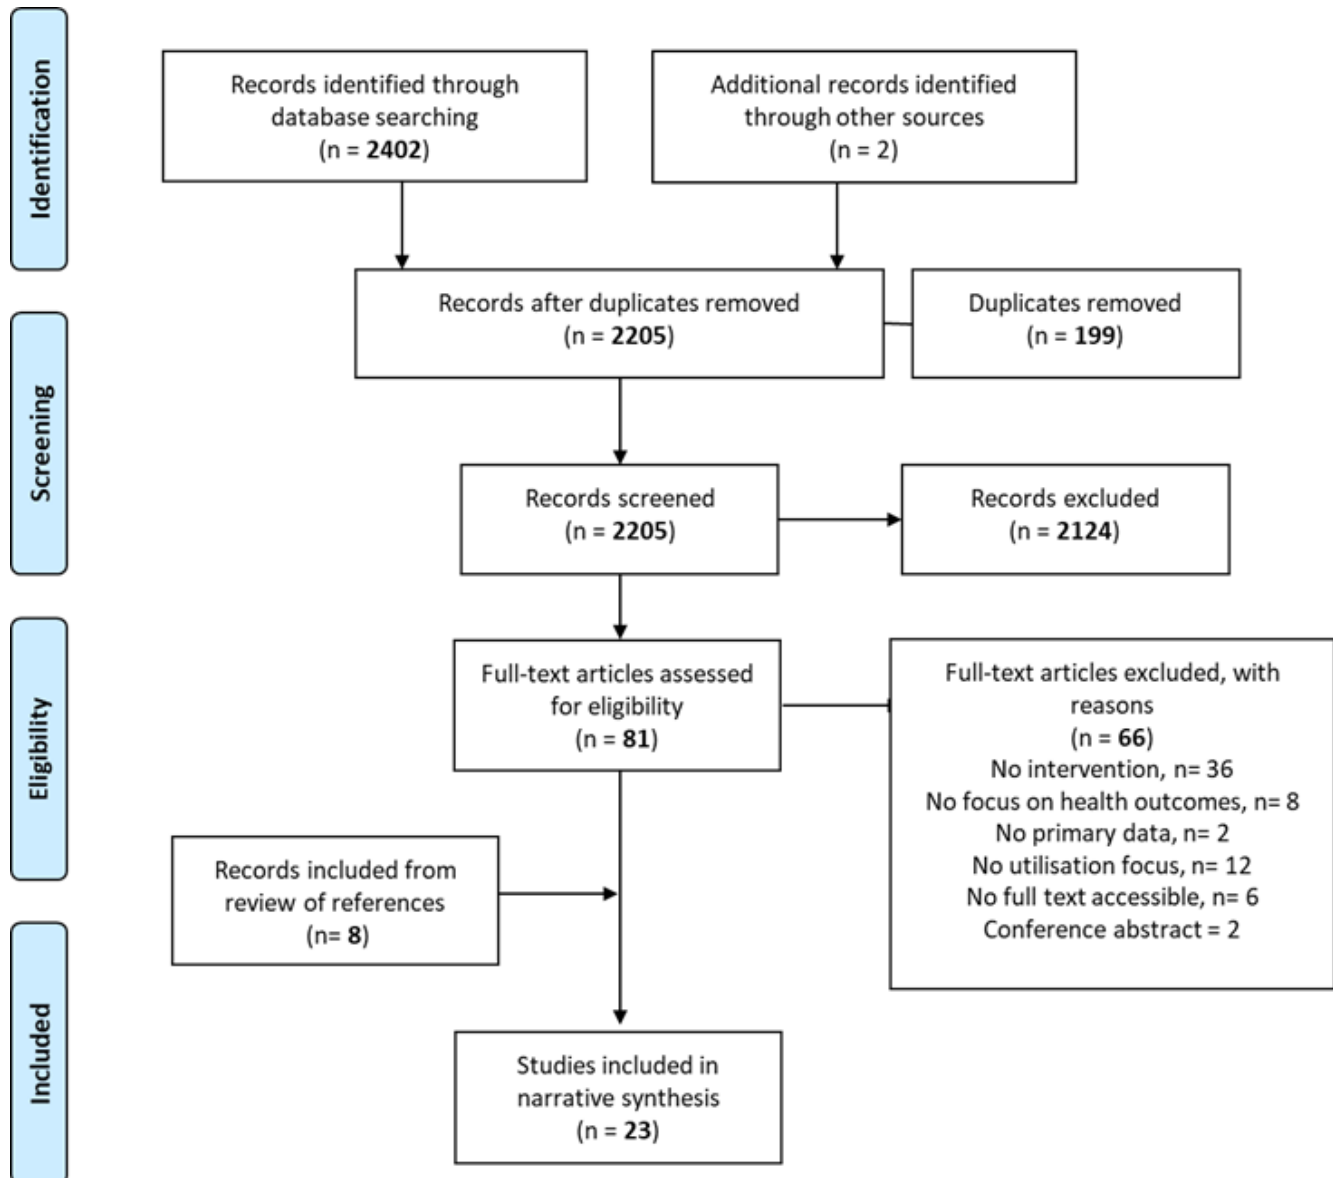 Identification
Records identified through
database searching
(n = 2402)
Additional records identified
through other sources
(n = 2)
Records after duplicates removed
(n = 2205)
Duplicates removed
(n = 199)
Screening
Records screened
(n = 2205)
Records excluded
(n = 2124)
Eligibility
Full-text articles assessed
for eligibility
(n = 81)
Full-text articles excluded, with
reasons
(n = 66)
No intervention, n= 36
No focus on health outcomes, n= 8
No primary data, n= 2
No utilisation focus, n= 12
No full text accessible, n= 6
Conference abstract = 2
Records included from
review of references
(n= 8)
Included
Studies included in
narrative synthesis
(n = 23)